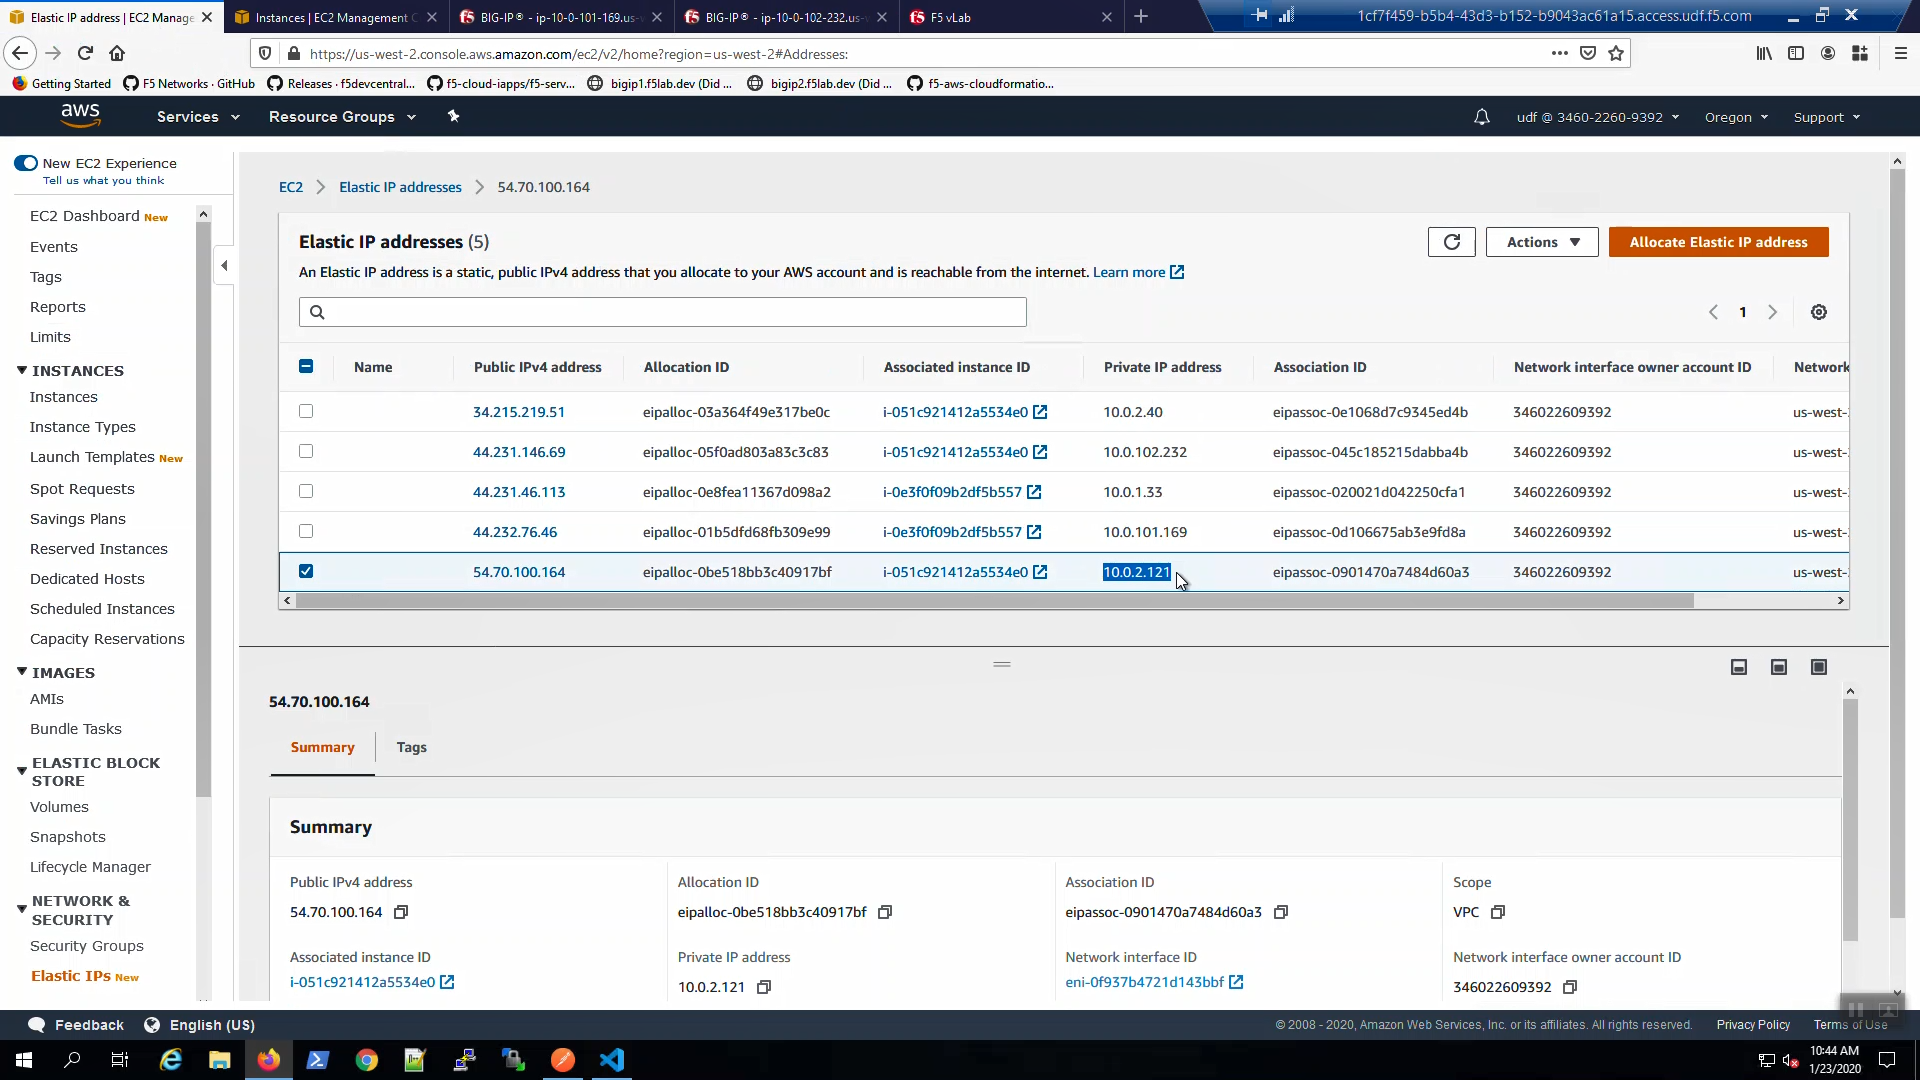 Elastic IP address | EC2 Manage
Instances | EC2 Management C
BIG-IP® - ip-10-0-101-169.us-w
BIG-IP® - ip-10-0-102-232.us-w
F5 vLab
1cf7f459-b5b4-43d3-b152-b9043ac61a15.access.udf.f5.com
https://us-west-2.console.aws.amazon.com/ec2/v2/home?region=us-west-2#Addresses:
Getting Started
F5 Networks · GitHub
Releases · f5devcentral...
f5-cloud-iapps/f5-serv...
bigip1.f5lab.dev (Did ...
bigip2.f5lab.dev (Did ...
f5-aws-cloudformatio...
aws
Services
Resource Groups
udf @ 3460-2260-9392
Oregon
Support
New EC2 Experience
Tell us what you think
EC2 Dashboard New
Events
Tags
Reports
Limits
INSTANCES
Instances
Instance Types
Launch Templates New
Spot Requests
Savings Plans
Reserved Instances
Dedicated Hosts
Scheduled Instances
Capacity Reservations
IMAGES
AMIs
Bundle Tasks
ELASTIC BLOCK
STORE
Volumes
Snapshots
Lifecycle Manager
NETWORK &
SECURITY
Security Groups
Elastic IPs New
EC2 > Elastic IP addresses > 54.70.100.164
Elastic IP addresses (5)
Actions
Allocate Elastic IP address
An Elastic IP address is a static, public IPv4 address that you allocate to your AWS account and is reachable from the internet. Learn more
1
Name Public IPv4 address Allocation ID Associated instance ID Private IP address Association ID Network interface owner account ID Network
34.215.219.51 eipalloc-03a364f49e317be0c i-051c921412a5534e0 10.0.2.40 eipassoc-0e1068d7c9345ed4b 346022609392 us-west-
44.231.146.69 eipalloc-05f0ad803a83c3c83 i-051c921412a5534e0 10.0.102.232 eipassoc-045c185215dabba4b 346022609392 us-west-
44.231.46.113 eipalloc-0e8fea11367d098a2 i-0e3f0f09b2df5b557 10.0.1.33 eipassoc-020021d042250cfa1 346022609392 us-west-
44.232.76.46 eipalloc-01b5dfd68fb309e99 i-0e3f0f09b2df5b557 10.0.101.169 eipassoc-0d106675ab3e9fd8a 346022609392 us-west-
54.70.100.164 eipalloc-0be518bb3c40917bf i-051c921412a5534e0 10.0.2.121 eipassoc-0901470a7484d60a3 346022609392 us-west-
54.70.100.164
Summary
Tags
Summary
Public IPv4 address Allocation ID Association ID Scope
54.70.100.164 eipalloc-0be518bb3c40917bf eipassoc-0901470a7484d60a3 VPC
Associated instance ID Private IP address Network interface ID Network interface owner account ID
i-051c921412a5534e0 10.0.2.121 eni-0f937b4721d143bbf 346022609392
Feedback
English (US)
© 2008 - 2020, Amazon Web Services, Inc. or its affiliates. All rights reserved.
Privacy Policy
Terms of Use
10:44 AM
1/23/2020